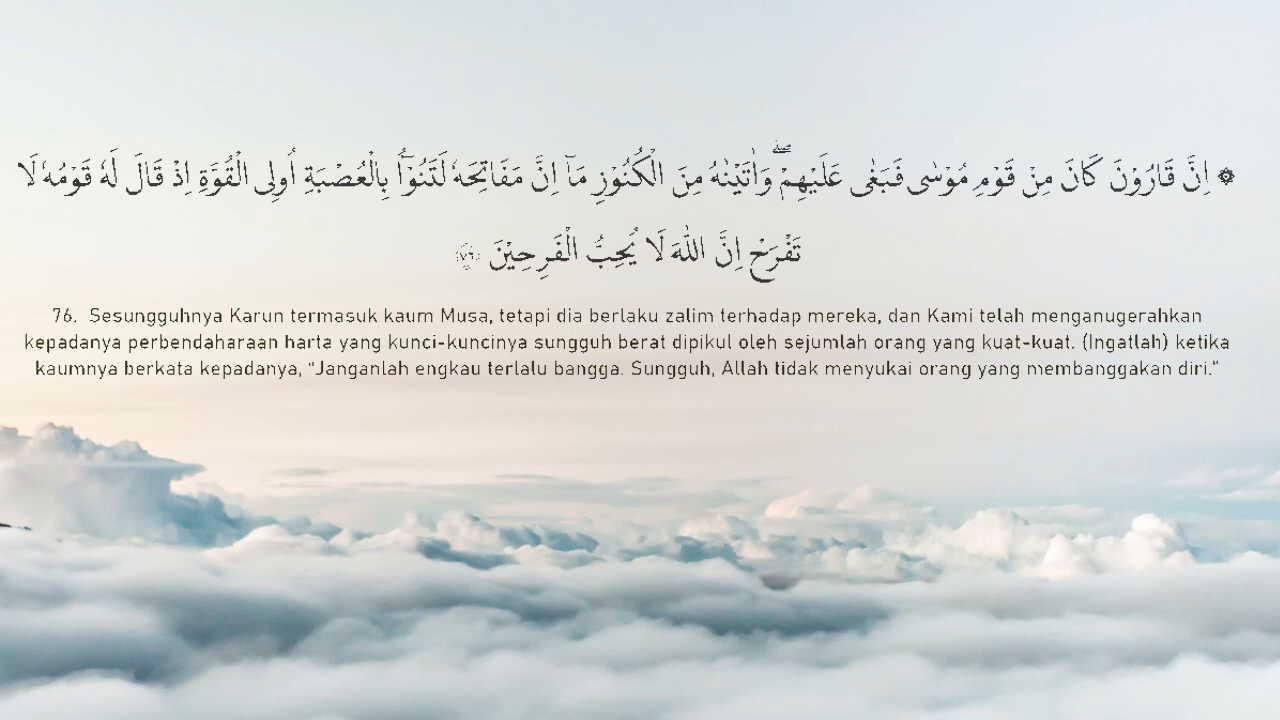 ۞ اِنَّ قَارُوْنَ كَانَ مِنْ قَوْمِ مُوْسٰى فَبَغٰى عَلَيْهِمْ ۖوَاٰتَيْنٰهُ مِنَ الْكُنُوْزِ مَآ اِنَّ مَفَاتِحَهٗ لَتَنُوْۤاُ بِالْعُصْبَةِ اُولِى الْقُوَّةِ اِذْ قَالَ لَهٗ قَوْمُهٗ لَا
تَفْرَحْ اِنَّ اللّٰهَ لَا يُحِبُّ الْفَرِحِيْنَ ﴿٧٦﴾
76. Sesungguhnya Karun termasuk kaum Musa, tetapi dia berlaku zalim terhadap mereka, dan Kami telah menganugerahkan
kepadanya perbendaharaan harta yang kunci-kuncinya sungguh berat dipikul oleh sejumlah orang yang kuat-kuat. (Ingatlah) ketika
kaumnya berkata kepadanya, “Janganlah engkau terlalu bangga. Sungguh, Allah tidak menyukai orang yang membanggakan diri.”